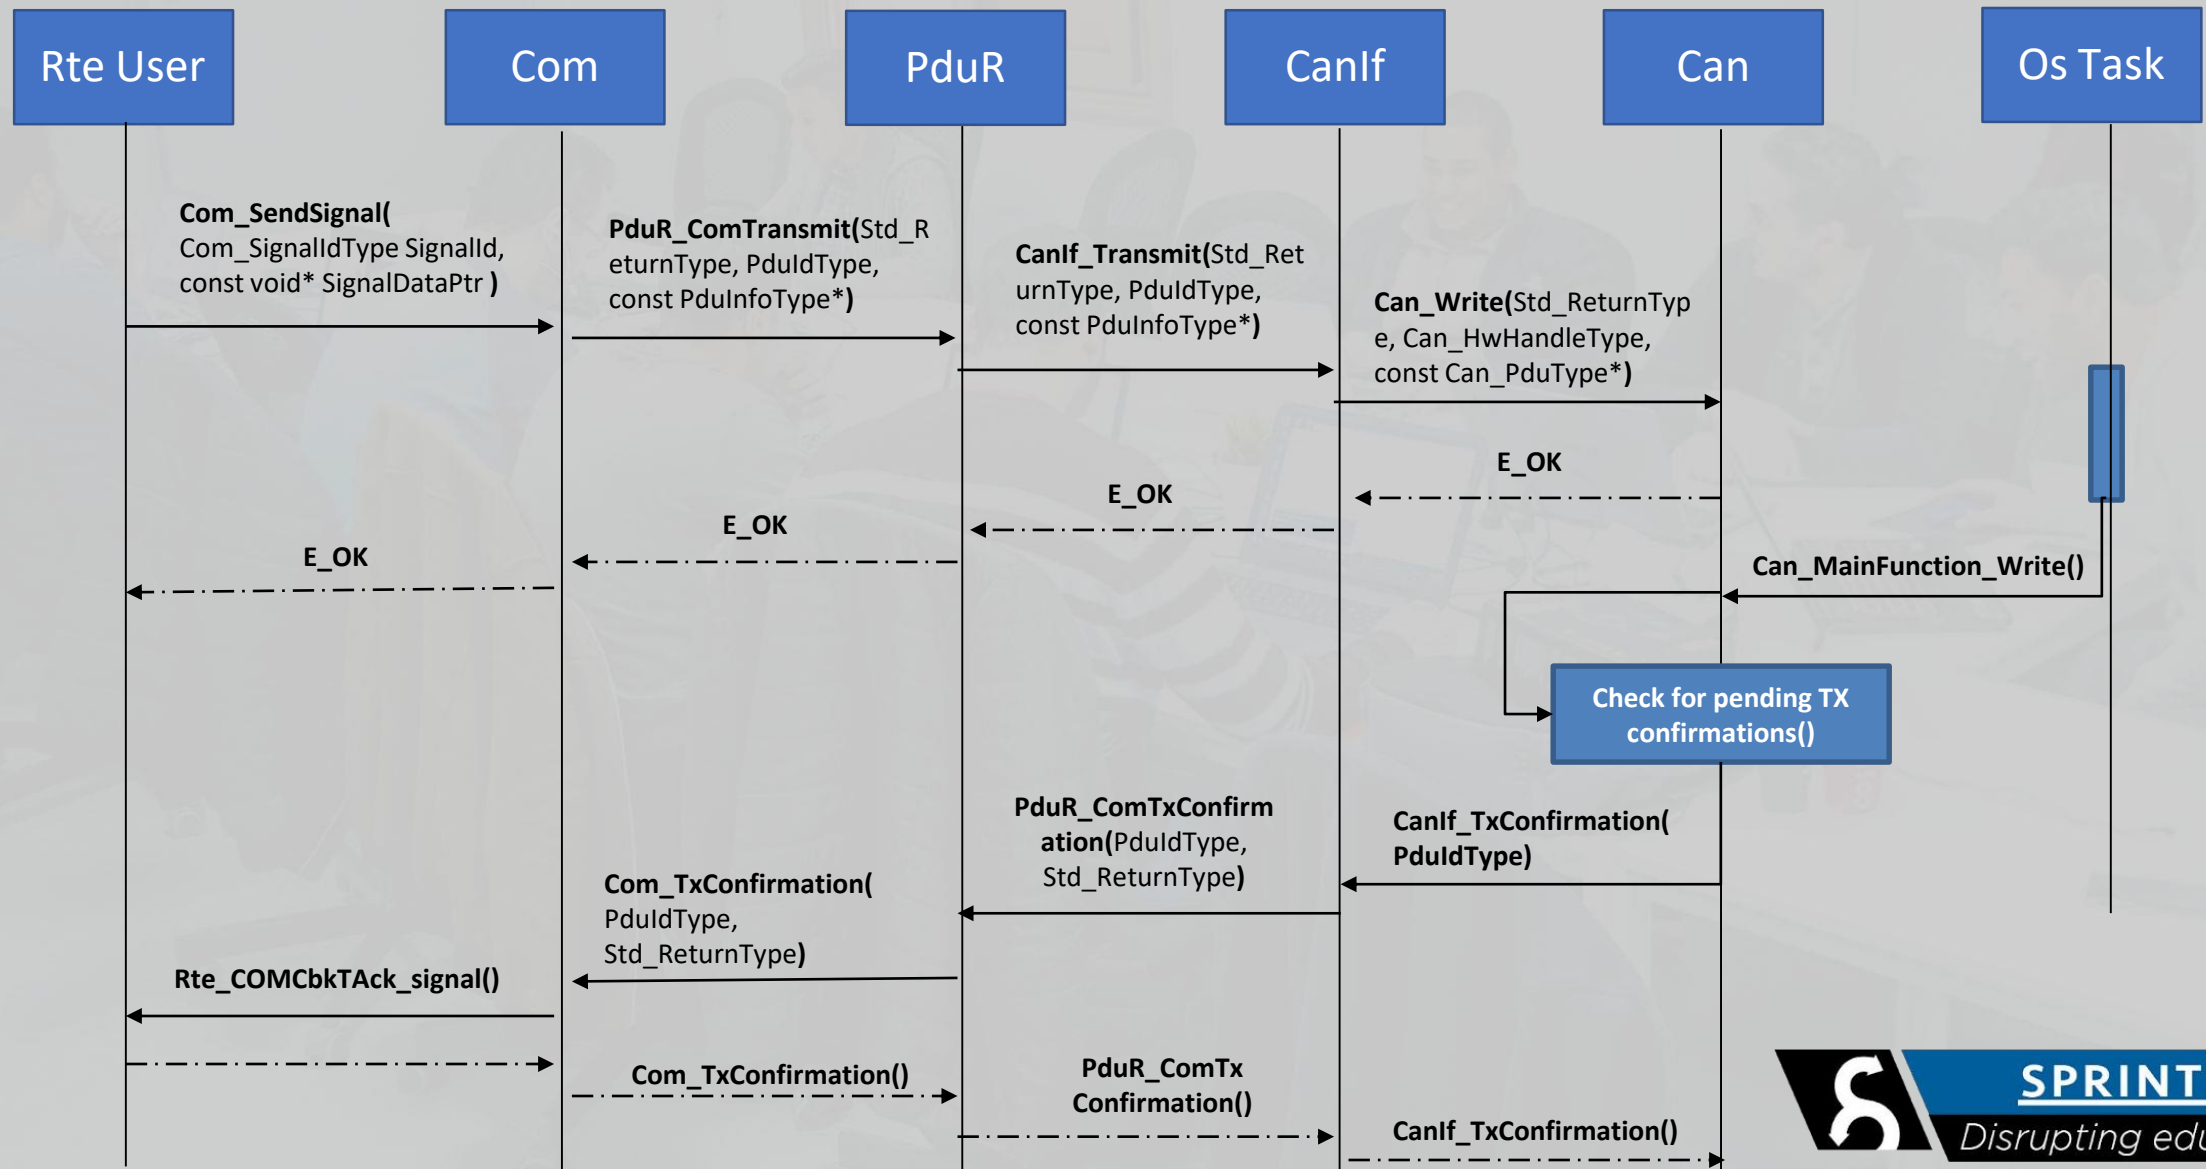 Rte User
Com
PduR
CanIf
Can
Os Task
Com_SendSignal(
Com_SignalIdType SignalId,
const void* SignalDataPtr )
PduR_ComTransmit(Std_R
eturnType, PduIdType,
const PduInfoType*)
CanIf_Transmit(Std_Ret
urnType, PduIdType,
const PduInfoType*)
Can_Write(Std_ReturnTyp
e, Can_HwHandleType,
const Can_PduType*)
E_OK
E_OK
E_OK
E_OK
Can_MainFunction_Write()
Check for pending TX
confirmations()
PduR_ComTxConfirm
ation(PduIdType,
Std_ReturnType)
CanIf_TxConfirmation(
PduIdType)
Com_TxConfirmation(
PduIdType,
Std_ReturnType)
Rte_COMCbkTAck_signal()
Com_TxConfirmation()
PduR_ComTx
Confirmation()
CanIf_TxConfirmation()
SPRINT
Disrupting edu